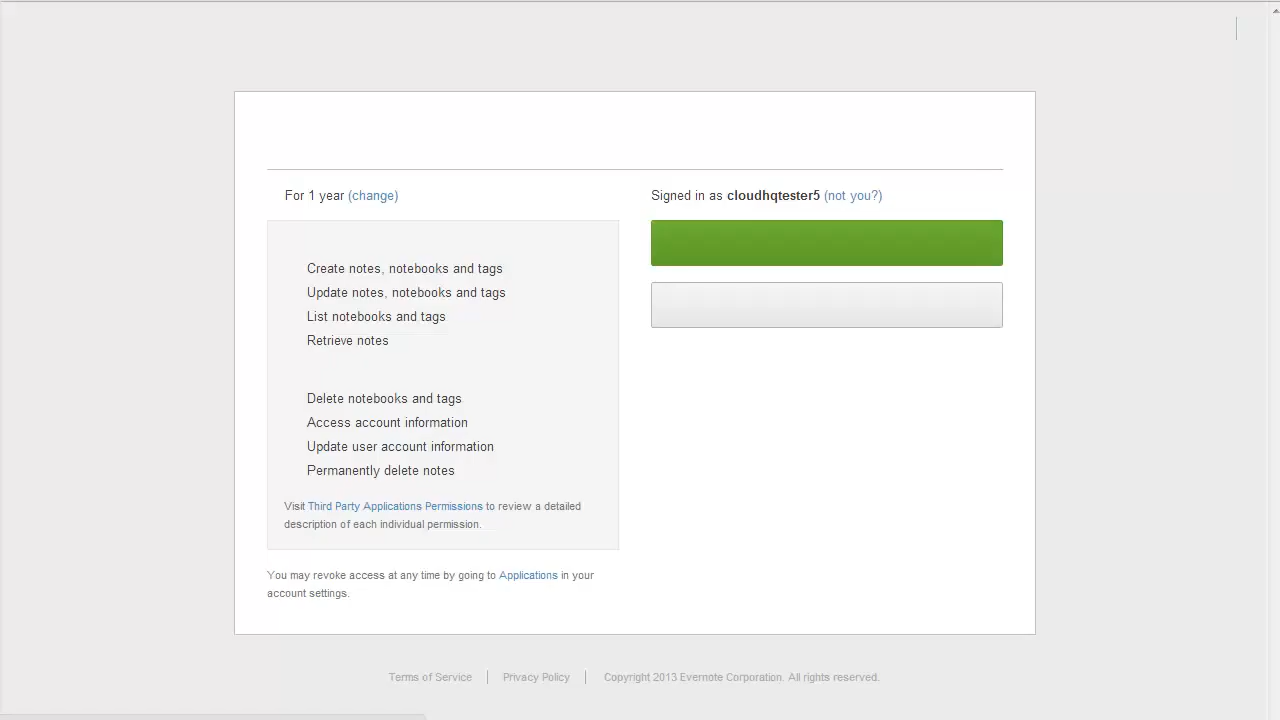 For 1 year (change)
Signed in as cloudhqtester5 (not you?)
Create notes, notebooks and tags
Update notes, notebooks and tags
List notebooks and tags
Retrieve notes
Delete notebooks and tags
Access account information
Update user account information
Permanently delete notes
Visit Third Party Applications Permissions to review a detailed
description of each individual permission.
You may revoke access at any time by going to Applications in your
account settings.
Terms of Service
Privacy Policy
Copyright 2013 Evernote Corporation. All rights reserved.